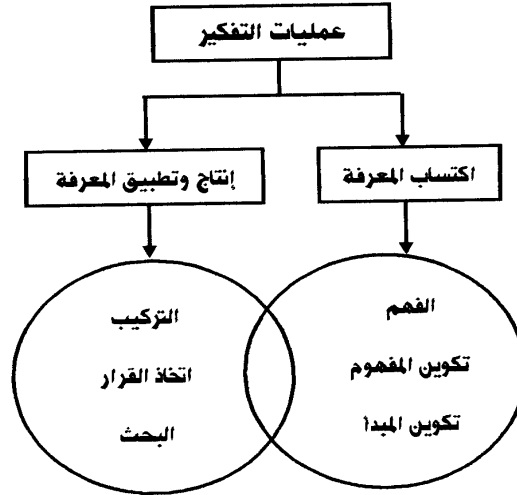 عمليات التفكير
اكتساب المعرفة
إنتاج وتطبيق المعرفة
الفهم
تكوين المفهوم
تكوين المبدأ
التركيب
اتخاذ القرار
البحث